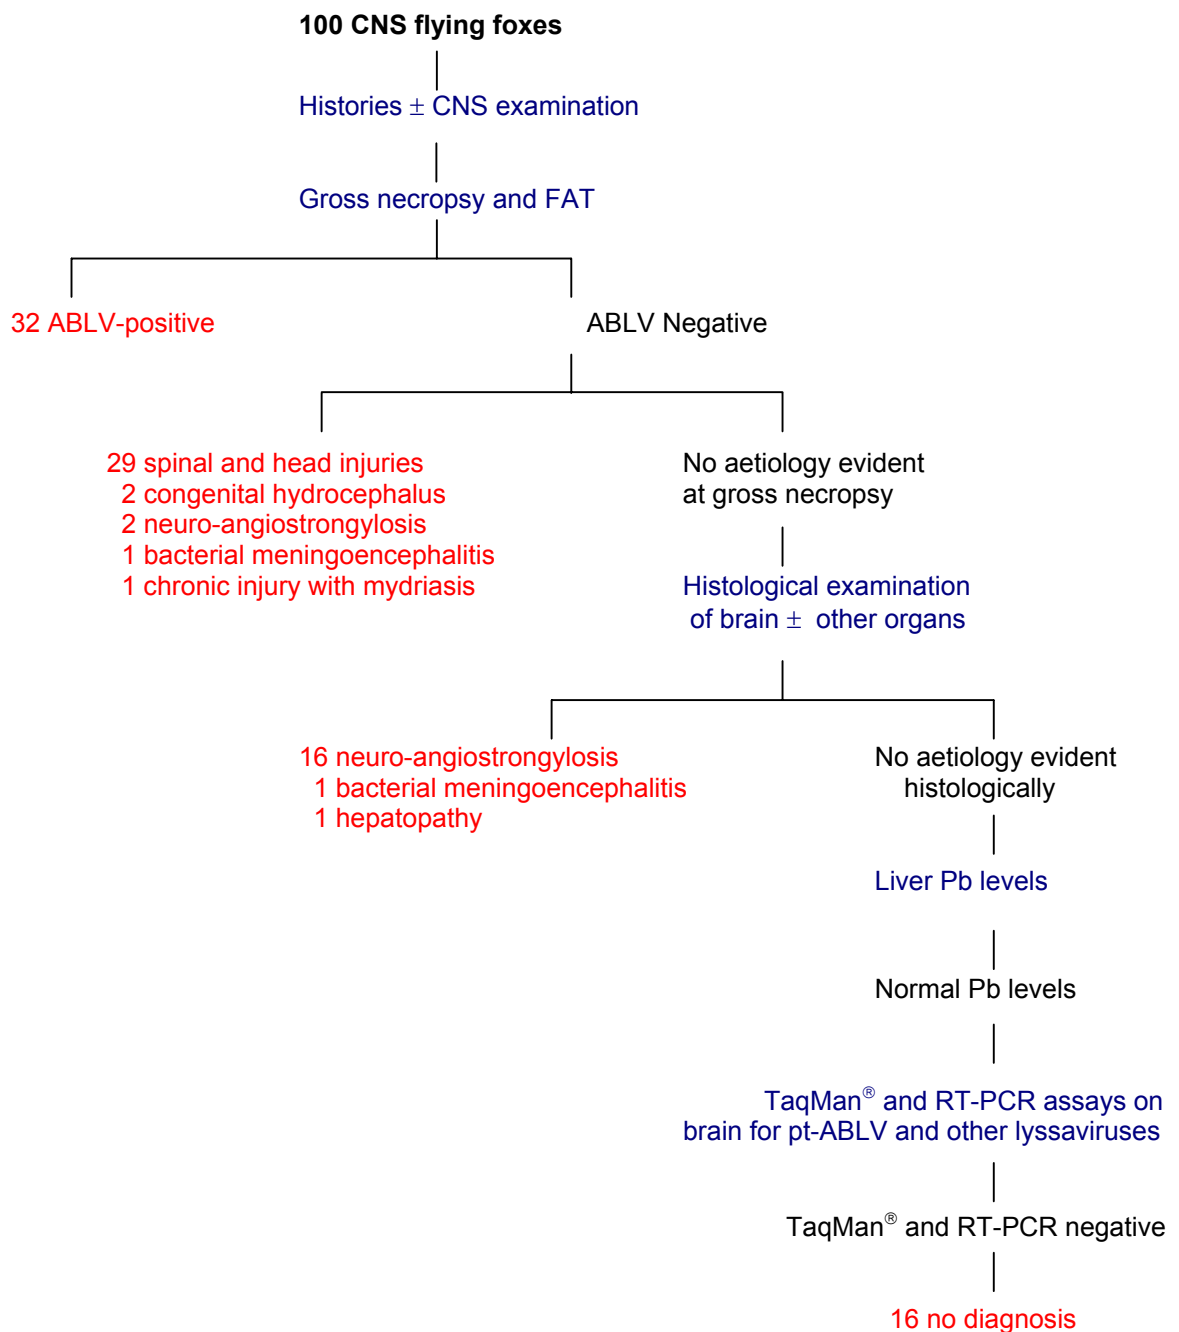 100 CNS flying foxes
Histories ± CNS examination
Gross necropsy and FAT
32 ABLV-positive
ABLV Negative
29 spinal and head injuries
2 congenital hydrocephalus
2 neuro-angiostrongylosis
1 bacterial meningoencephalitis
1 chronic injury with mydriasis
No aetiology evident
at gross necropsy
Histological examination
of brain ± other organs
16 neuro-angiostrongylosis
1 bacterial meningoencephalitis
1 hepatopathy
No aetiology evident
histologically
Liver Pb levels
Normal Pb levels
TaqMan® and RT-PCR assays on
brain for pt-ABLV and other lyssaviruses
TaqMan® and RT-PCR negative
16 no diagnosis